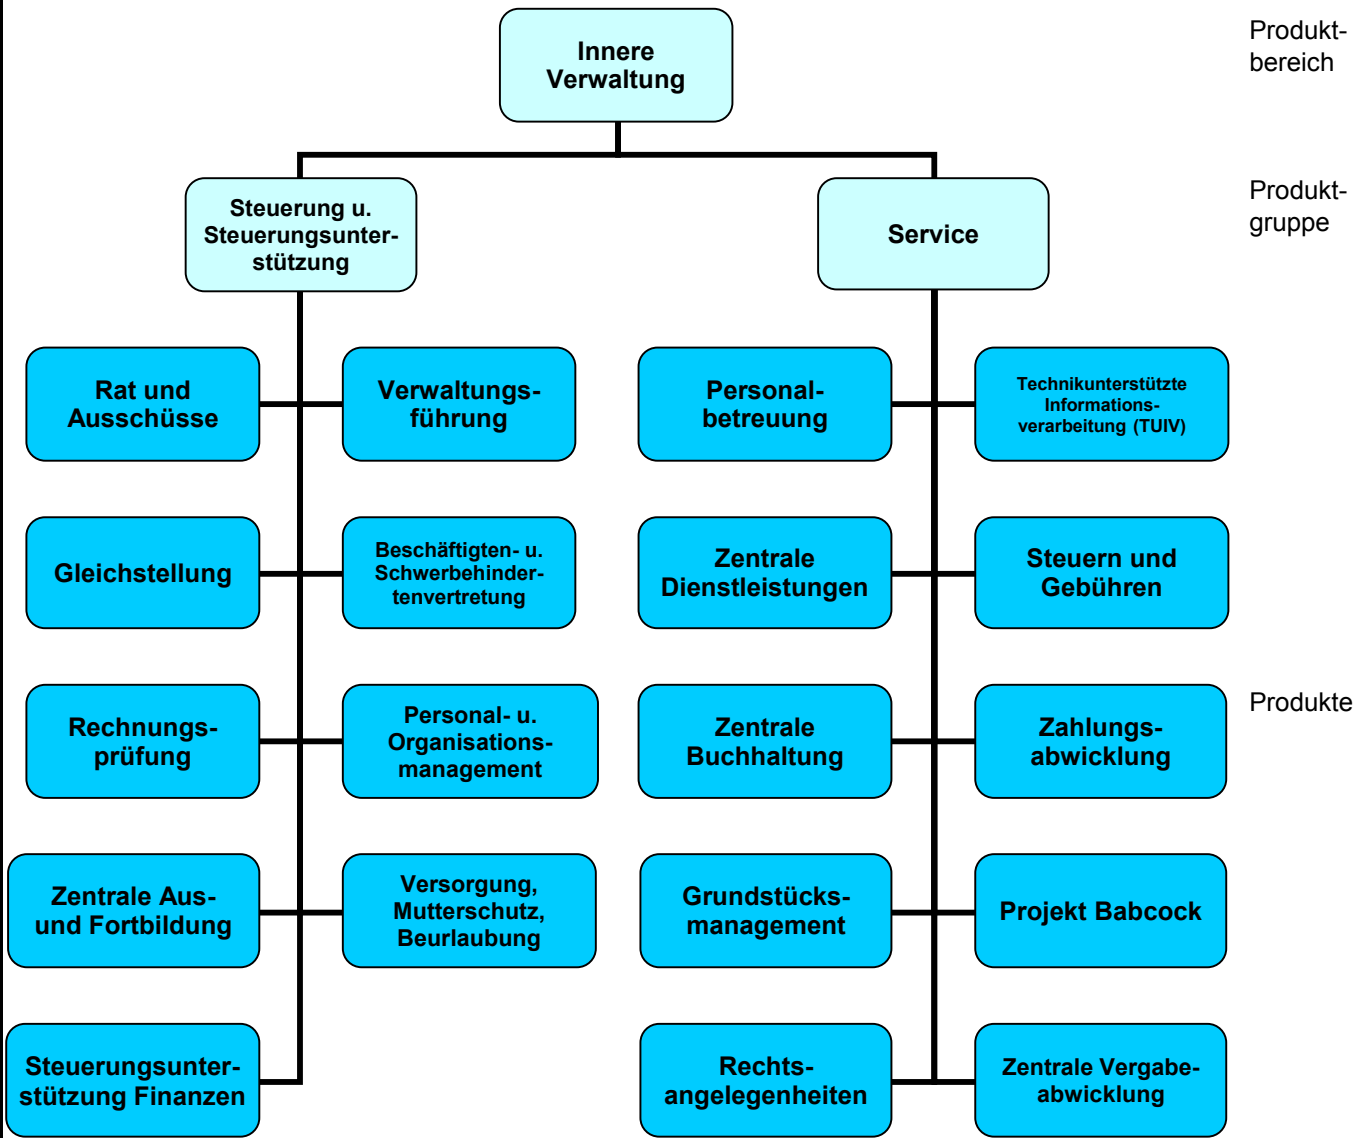 Innere
Verwaltung
Produkt-
bereich
Steuerung u.
Steuerungsunter-
stützung
Service
Produkt-
gruppe
Rat und
Ausschüsse
Verwaltungs-
führung
Personal-
betreuung
Technikunterstützte
Informations-
verarbeitung (TUIV)
Gleichstellung
Beschäftigten- u.
Schwerbehinder-
tenvertretung
Zentrale
Dienstleistungen
Steuern und
Gebühren
Rechnungs-
prüfung
Personal- u.
Organisations-
management
Zentrale
Buchhaltung
Zahlungs-
abwicklung
Produkte
Zentrale Aus-
und Fortbildung
Versorgung,
Mutterschutz,
Beurlaubung
Grundstücks-
management
Projekt Babcock
Steuerungsunter-
stützung Finanzen
Rechts-
angelegenheiten
Zentrale Vergabe-
abwicklung